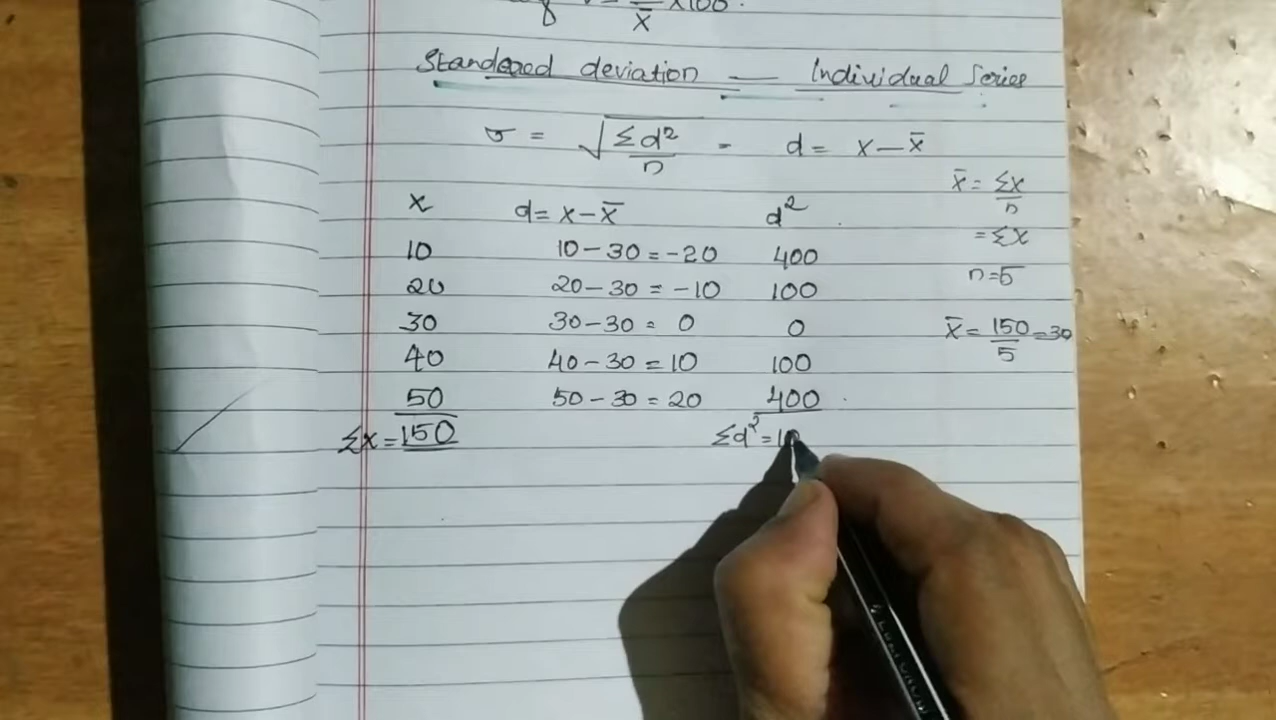 x̄ ×100.
Standered deviation — Individual Series
σ = √Σd²/n - d = x – x̄
x̄ = Σx/n
x d = x – x̄ d²
= Σx
10 10 – 30 = -20 400
n = 5
20 20 – 30 = -10 100
30 30 – 30 = 0 0
x̄ = 150/5 = 30
40 40 – 30 = 10 100
50 50 – 30 = 20 400
Σx = 150 Σd² = 10